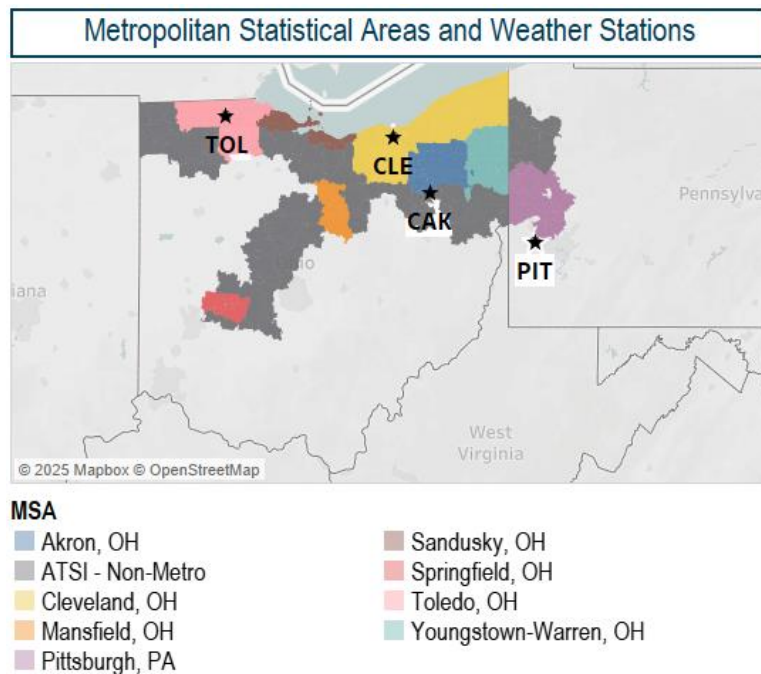 Metropolitan Statistical Areas and Weather Stations
TOL
CLE
CAK
PIT
Pennsylva
io
iana
West
Virginia
© 2025 Mapbox © OpenStreetMap
MSA
Akron, OH
ATSI - Non-Metro
Cleveland, OH
Mansfield, OH
Pittsburgh, PA
Sandusky, OH
Springfield, OH
Toledo, OH
Youngstown-Warren, OH